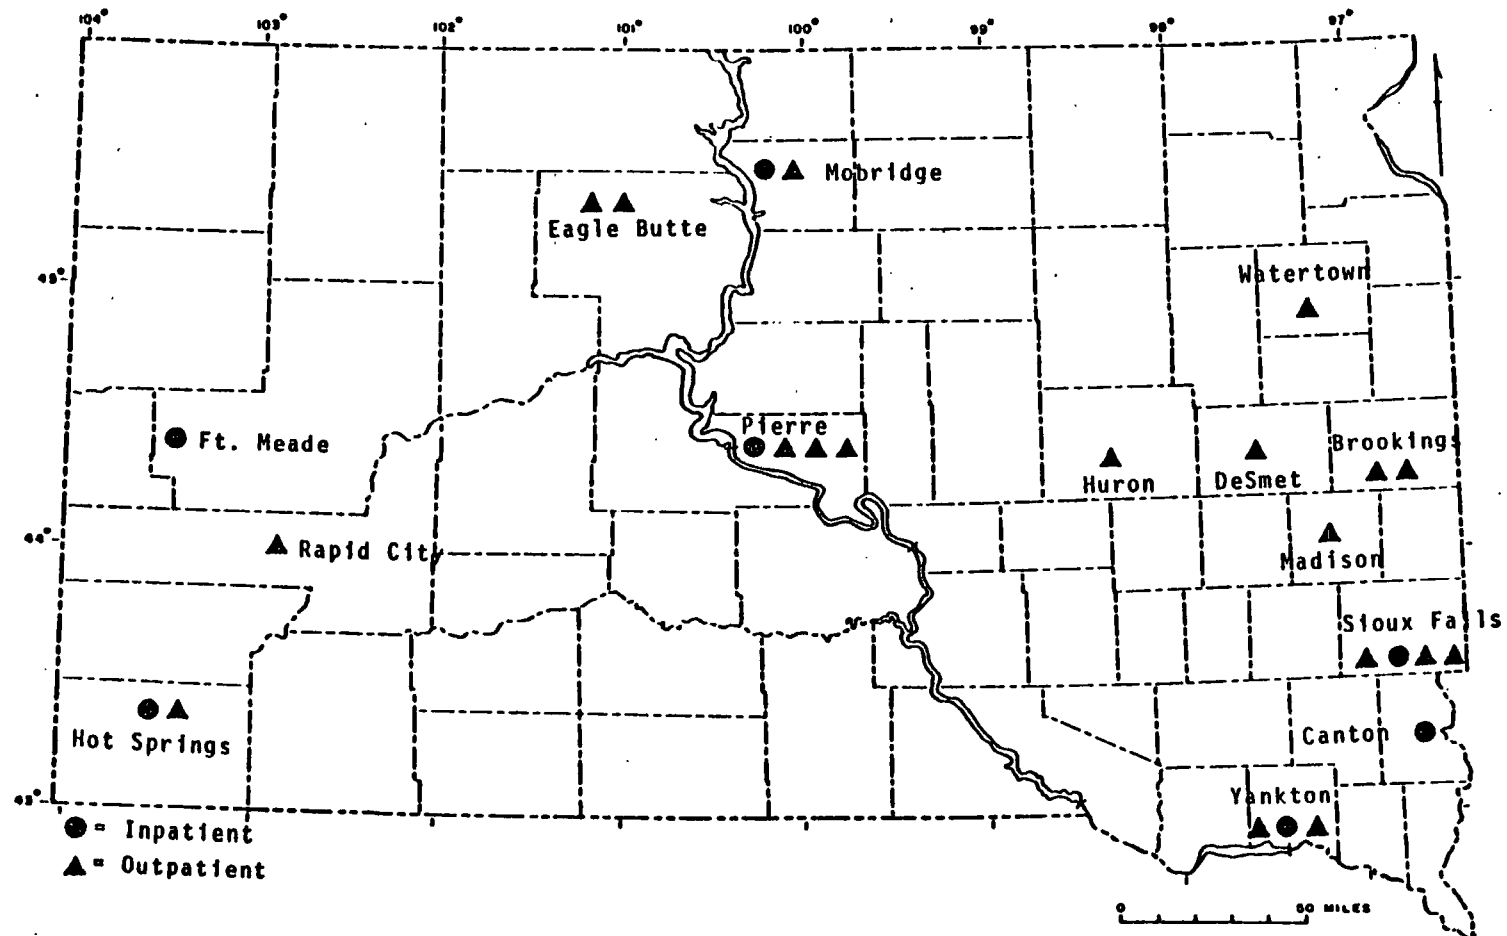 104° 103° 102° 101° 100° 99° 98° 97°
Mobridge
Eagle Butte
45°
Watertown
Pierre
Ft. Meade
Brookings
Huron
DeSmet
44°
Rapid City
Madison
Sioux Falls
Hot Springs
Canton
43°
Yankton
= Inpatient
= Outpatient
0 50 MILES